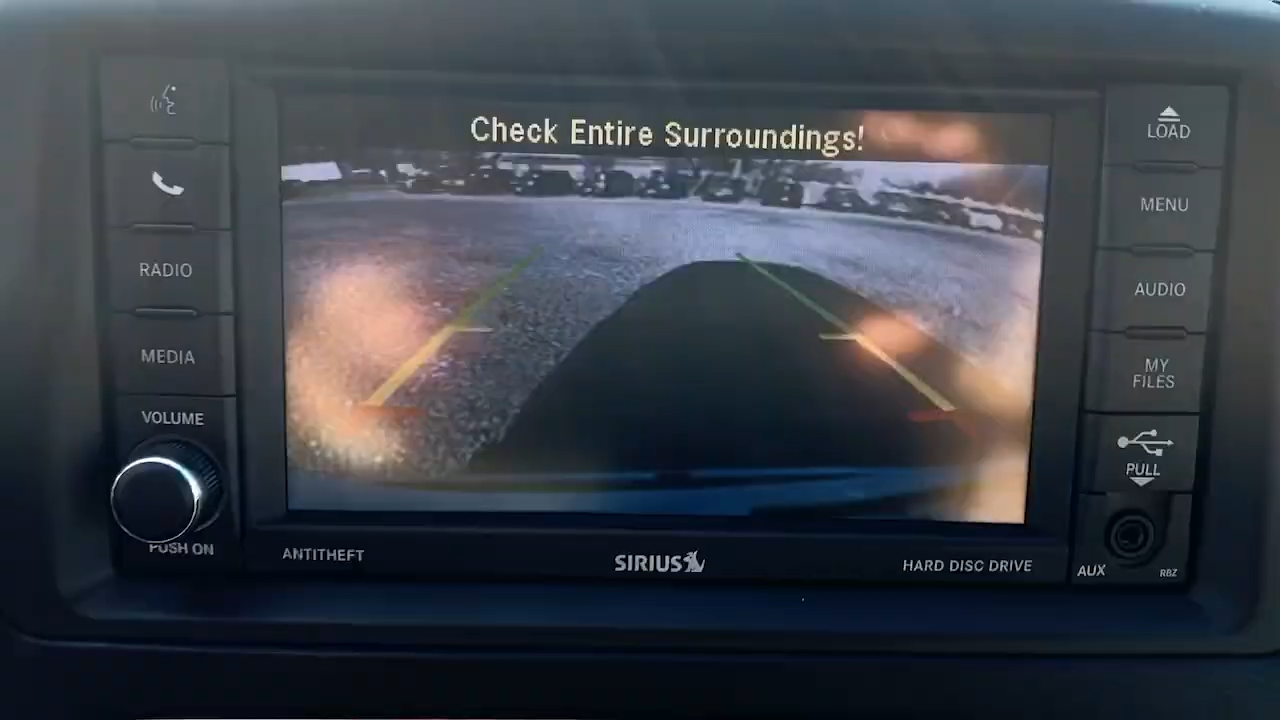 Check Entire Surroundings!
RADIO
MEDIA
VOLUME
PUSH ON
LOAD
MENU
AUDIO
MY
FILES
PULL
AUX
RBZ
ANTITHEFT
SIRIUS
HARD DISC DRIVE